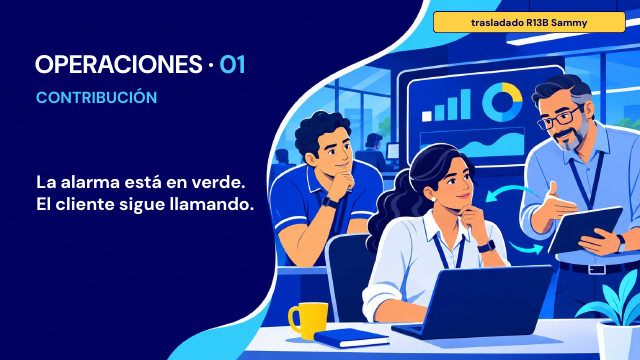 trasladado R13B Sammy
OPERACIONES · 01
CONTRIBUCIÓN
La alarma está en verde.
El cliente sigue llamando.